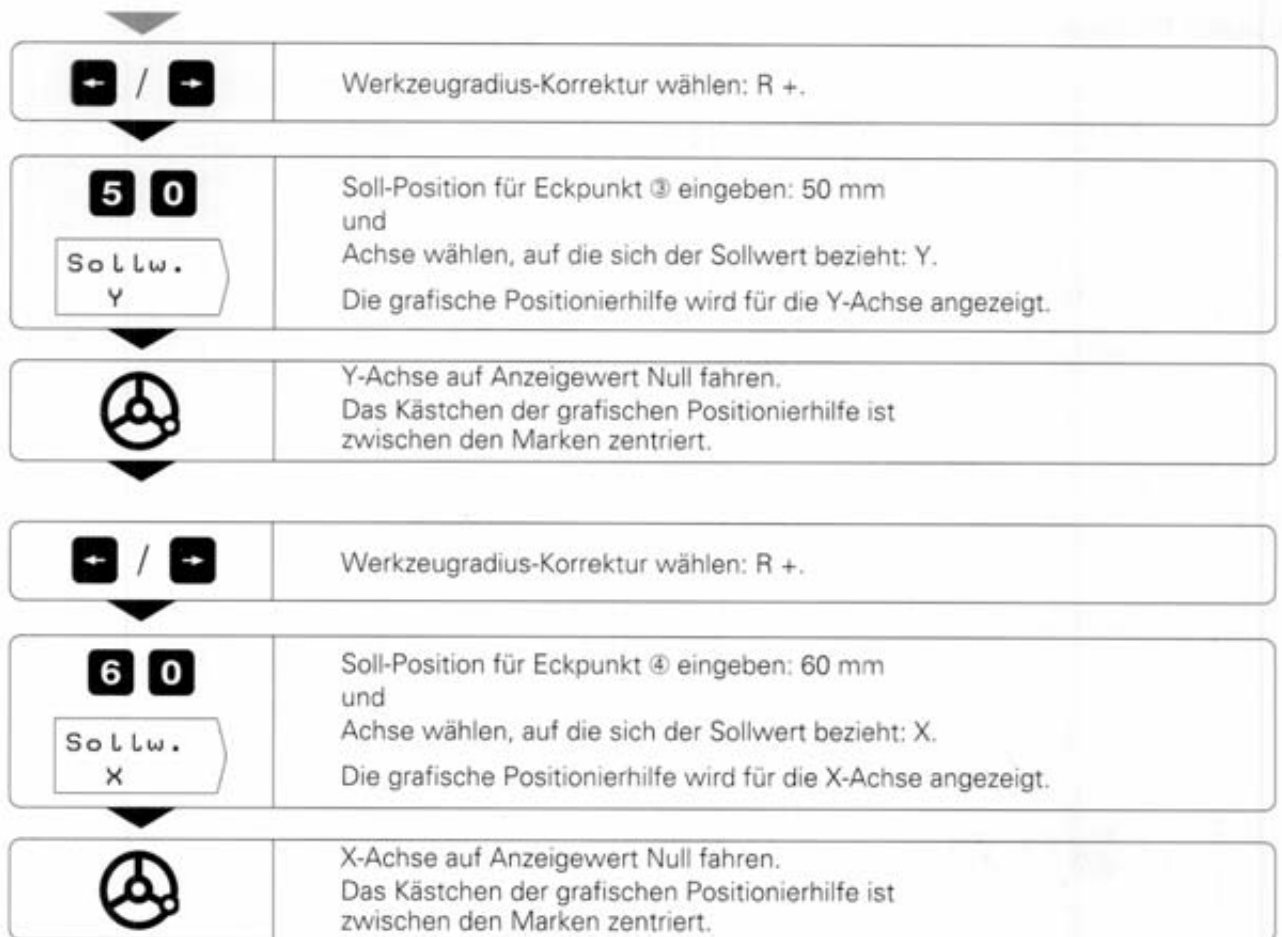 ← / → Werkzeugradius-Korrektur wählen: R +.
5 0
Soll-Position für Eckpunkt ③ eingeben: 50 mm
und
Achse wählen, auf die sich der Sollwert bezieht: Y.
Sollw.
Y
Die grafische Positionierhilfe wird für die Y-Achse angezeigt.
Y-Achse auf Anzeigewert Null fahren.
Das Kästchen der grafischen Positionierhilfe ist
zwischen den Marken zentriert.
← / → Werkzeugradius-Korrektur wählen: R +.
6 0
Soll-Position für Eckpunkt ④ eingeben: 60 mm
und
Achse wählen, auf die sich der Sollwert bezieht: X.
Sollw.
X
Die grafische Positionierhilfe wird für die X-Achse angezeigt.
X-Achse auf Anzeigewert Null fahren.
Das Kästchen der grafischen Positionierhilfe ist
zwischen den Marken zentriert.